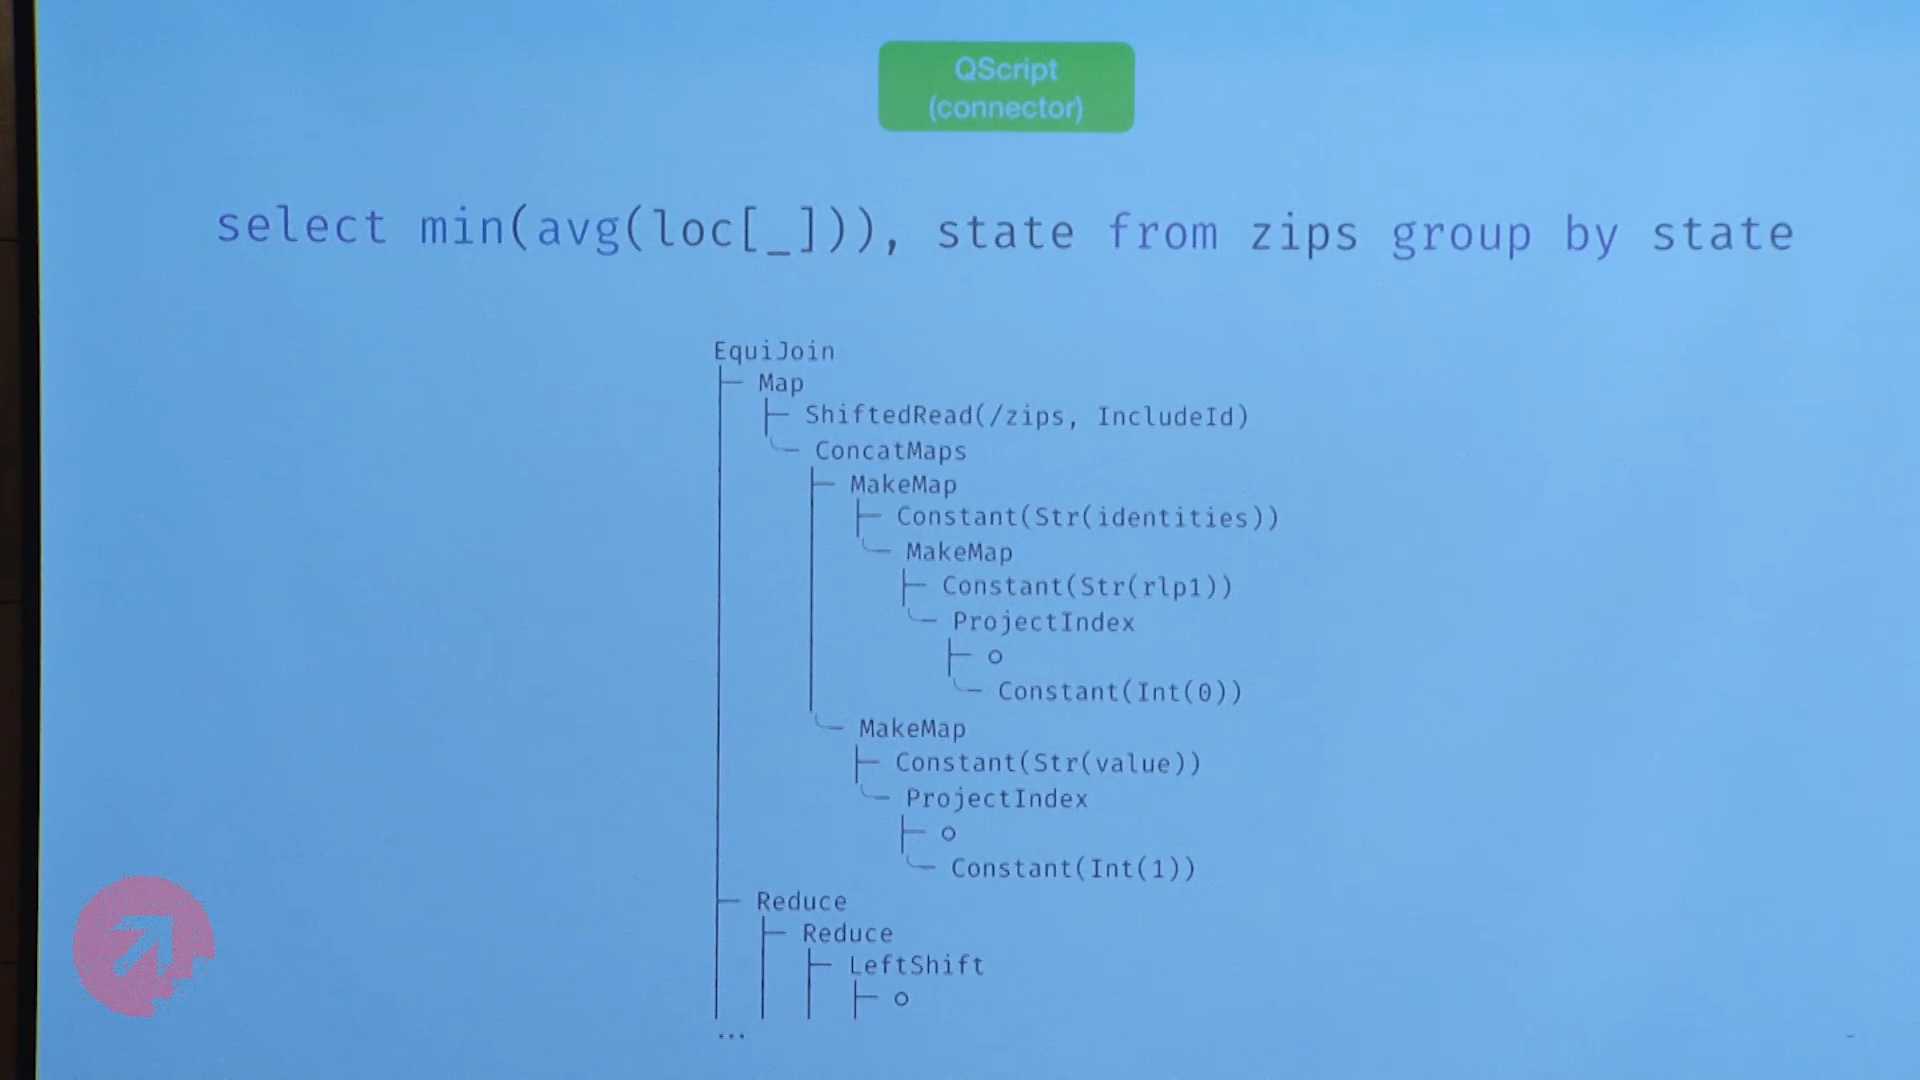 QScript
(connector)
select min(avg(loc[_])), state from zips group by state
EquiJoin
├─ Map
├─ ShiftedRead(/zips, IncludeId)
╰─ ConcatMaps
├─ MakeMap
├─ Constant(Str(identities))
╰─ MakeMap
├─ Constant(Str(rlp1))
╰─ ProjectIndex
├─ o
╰─ Constant(Int(0))
╰─ MakeMap
├─ Constant(Str(value))
╰─ ProjectIndex
├─ o
╰─ Constant(Int(1))
├─ Reduce
├─ Reduce
├─ LeftShift
├─ o
...